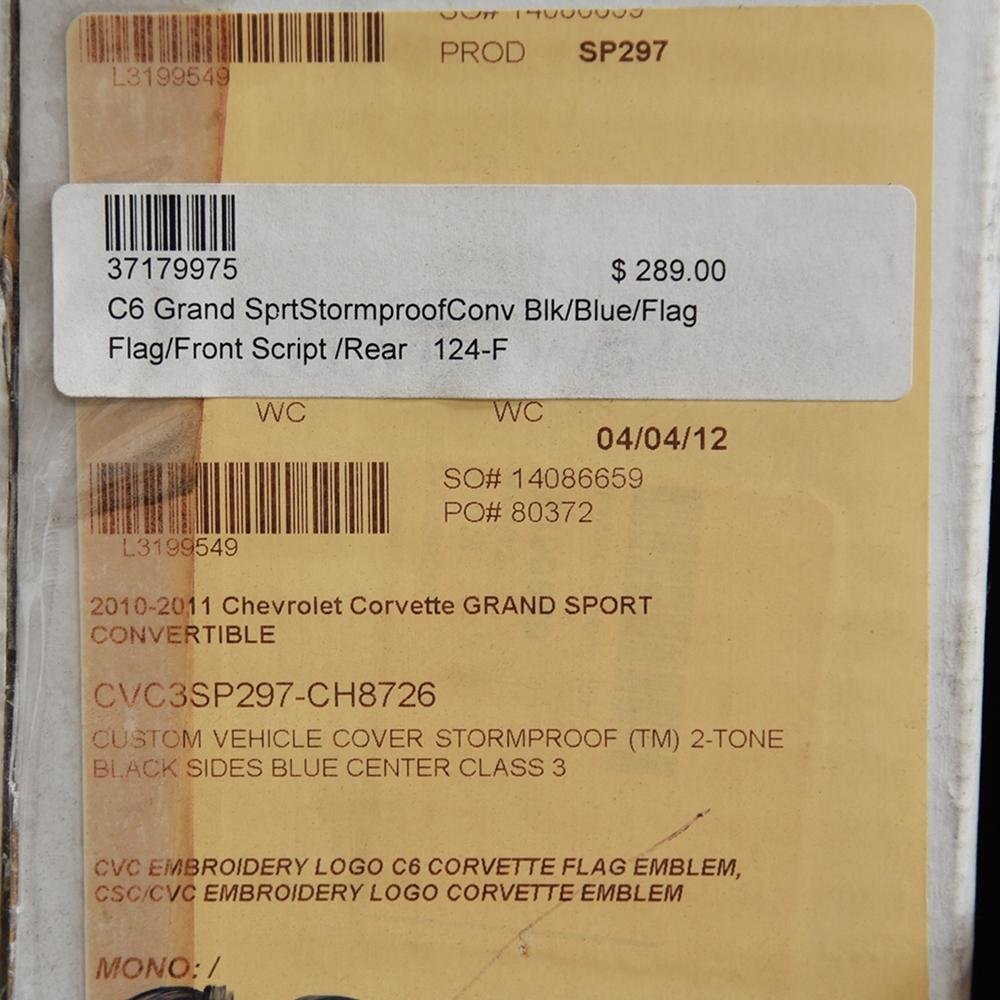 SO# 14086659
PROD SP297
L3199549
37179975
$ 289.00
C6 Grand SprtStormproofConv Blk/Blue/Flag
Flag/Front Script /Rear 124-F
WC WC
04/04/12
SO# 14086659
PO# 80372
L3199549
2010-2011 Chevrolet Corvette GRAND SPORT
CONVERTIBLE
CVC3SP297-CH8726
CUSTOM VEHICLE COVER STORMPROOF (TM) 2-TONE
BLACK SIDES BLUE CENTER CLASS 3
CVC EMBROIDERY LOGO C6 CORVETTE FLAG EMBLEM,
CSC/CVC EMBROIDERY LOGO CORVETTE EMBLEM
MONO: /